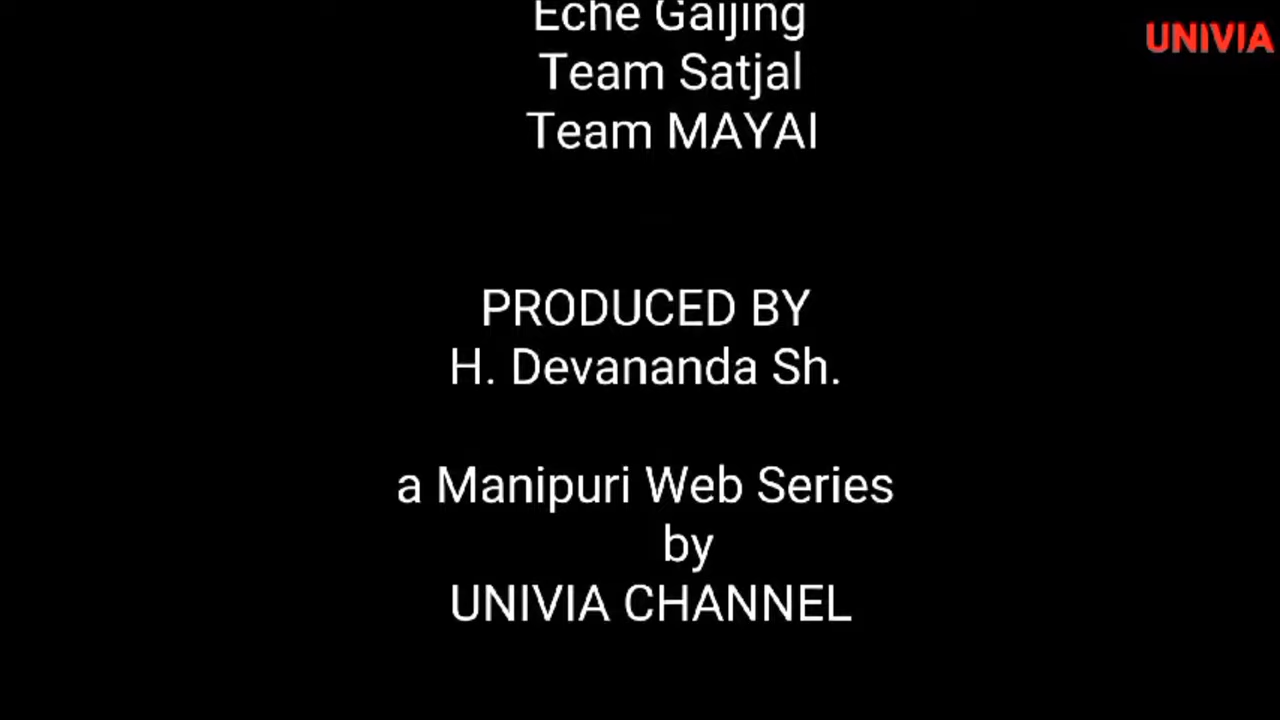 Eche Gaijing
UNIVIA
Team Satjal
Team MAYAI
PRODUCED BY
H. Devananda Sh.
a Manipuri Web Series
by
UNIVIA CHANNEL